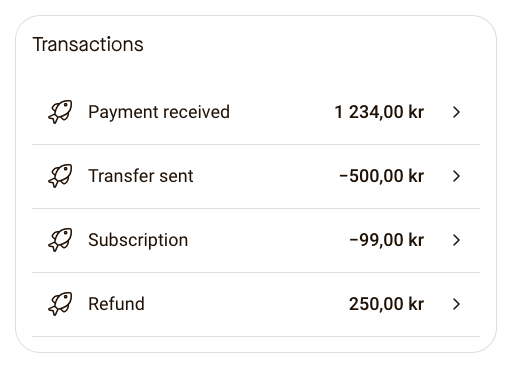 Transactions
Payment received 1 234,00 kr
Transfer sent −500,00 kr
Subscription −99,00 kr
Refund 250,00 kr